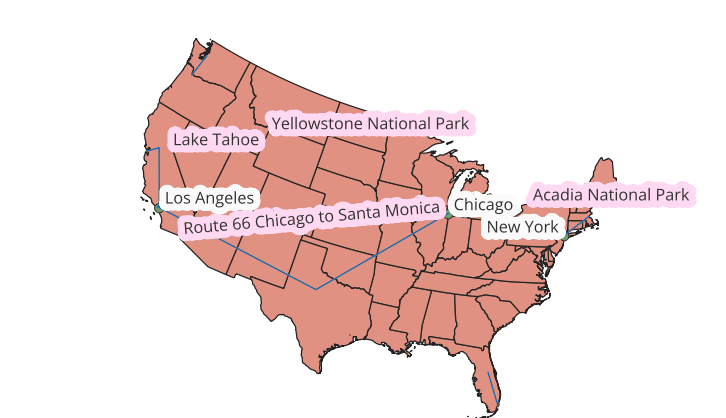 Yellowstone National Park
Lake Tahoe
Acadia National Park
Los Angeles
Chicago
Route 66 Chicago to Santa Monica
New York